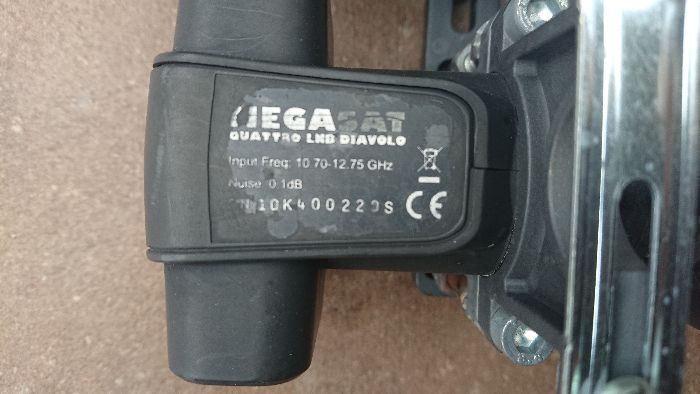 MEGASAT
QUATTRO LNB DIAVOLO
Input Freq: 10.70-12.75 GHz
Noise: 0.1dB
CE